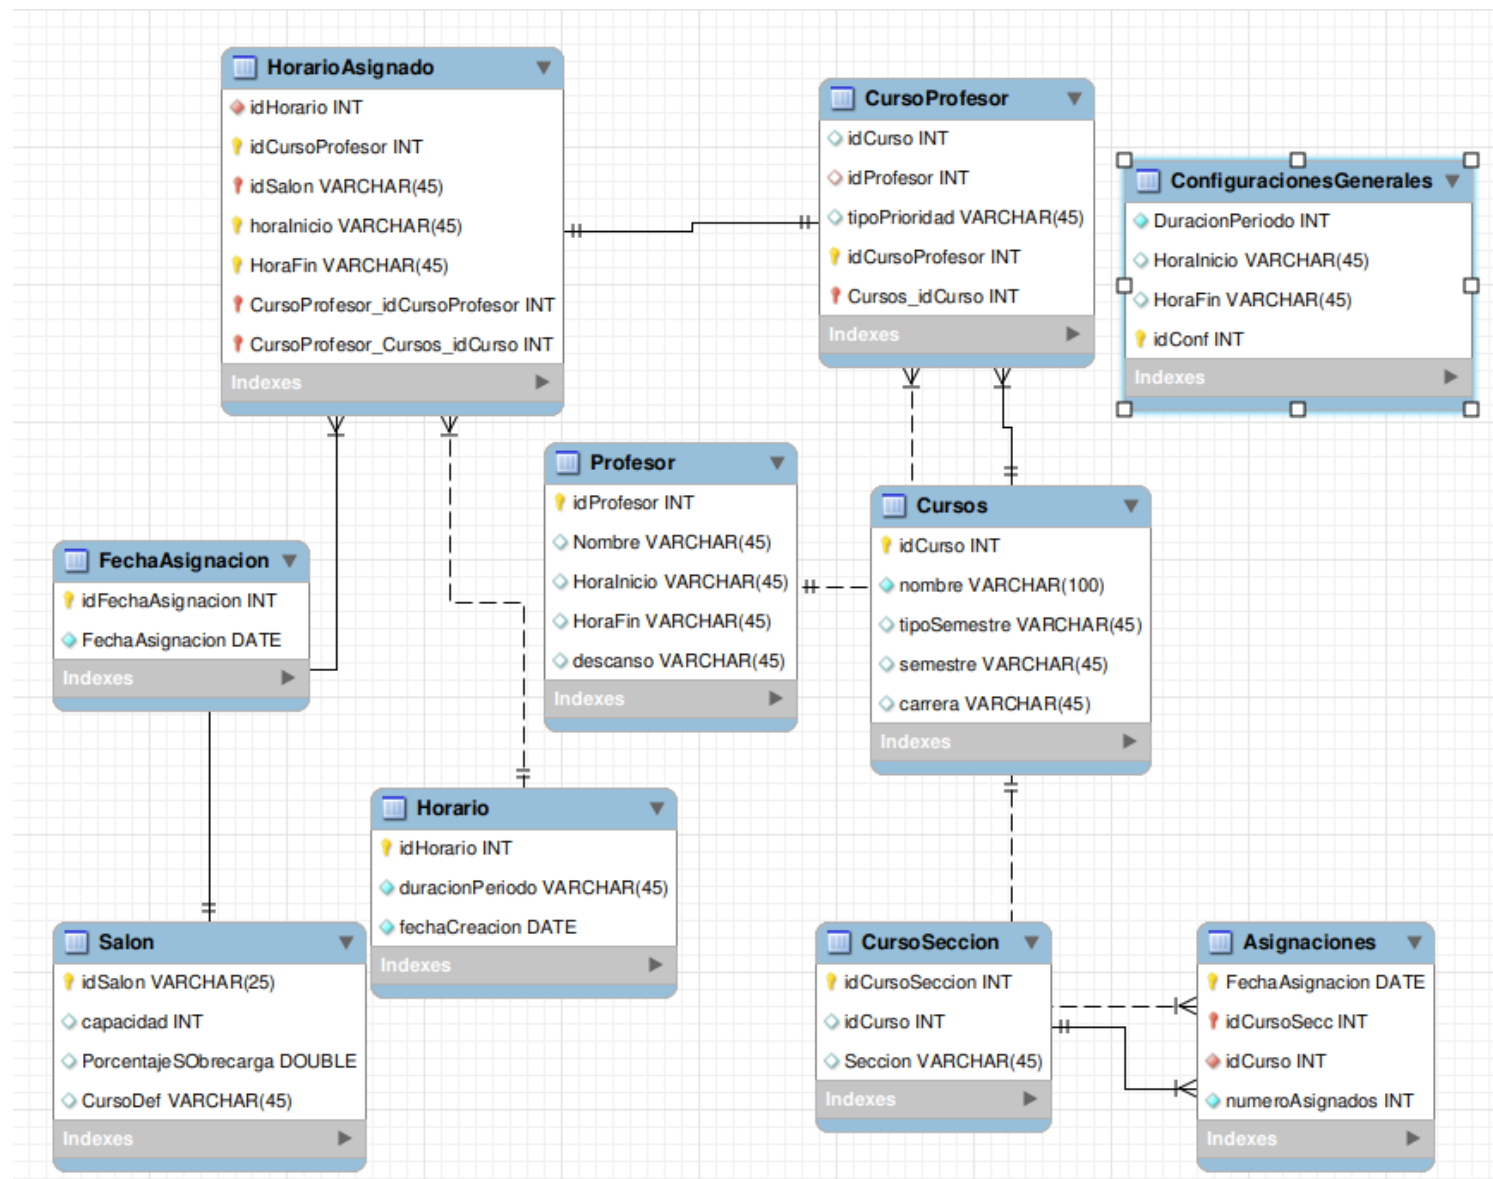 HorarioAsignado
idHorario INT
idCursoProfesor INT
idSalon VARCHAR(45)
horaInicio VARCHAR(45)
HoraFin VARCHAR(45)
CursoProfesor_idCursoProfesor INT
CursoProfesor_Cursos_idCurso INT
Indexes
CursoProfesor
idCurso INT
idProfesor INT
tipoPrioridad VARCHAR(45)
idCursoProfesor INT
Cursos_idCurso INT
Indexes
ConfiguracionesGenerales
DuracionPeriodo INT
HoraInicio VARCHAR(45)
HoraFin VARCHAR(45)
idConf INT
Indexes
Profesor
idProfesor INT
Nombre VARCHAR(45)
HoraInicio VARCHAR(45)
HoraFin VARCHAR(45)
descanso VARCHAR(45)
Indexes
Cursos
idCurso INT
nombre VARCHAR(100)
tipoSemestre VARCHAR(45)
semestre VARCHAR(45)
carrera VARCHAR(45)
Indexes
FechaAsignacion
idFechaAsignacion INT
FechaAsignacion DATE
Indexes
Horario
idHorario INT
duracionPeriodo VARCHAR(45)
fechaCreacion DATE
Indexes
Salon
idSalon VARCHAR(25)
capacidad INT
PorcentajeSObrecarga DOUBLE
CursoDef VARCHAR(45)
Indexes
CursoSeccion
idCursoSeccion INT
idCurso INT
Seccion VARCHAR(45)
Indexes
Asignaciones
FechaAsignacion DATE
idCursoSecc INT
idCurso INT
numeroAsignados INT
Indexes